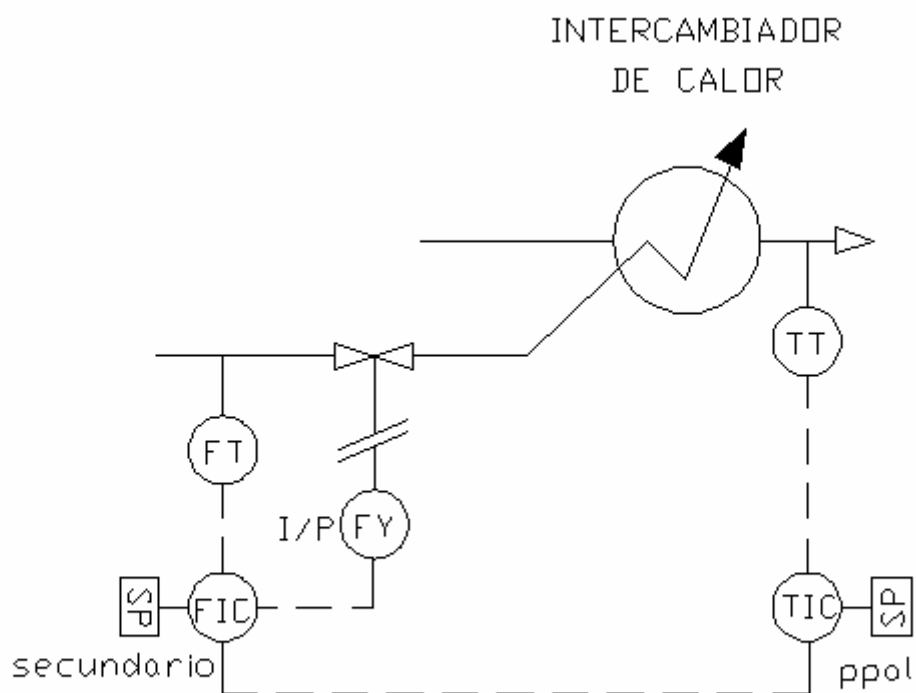 INTERCAMBIADOR
DE CALOR
TT
FT
I/P FY
SP FIC
TIC SP
secundario
ppal